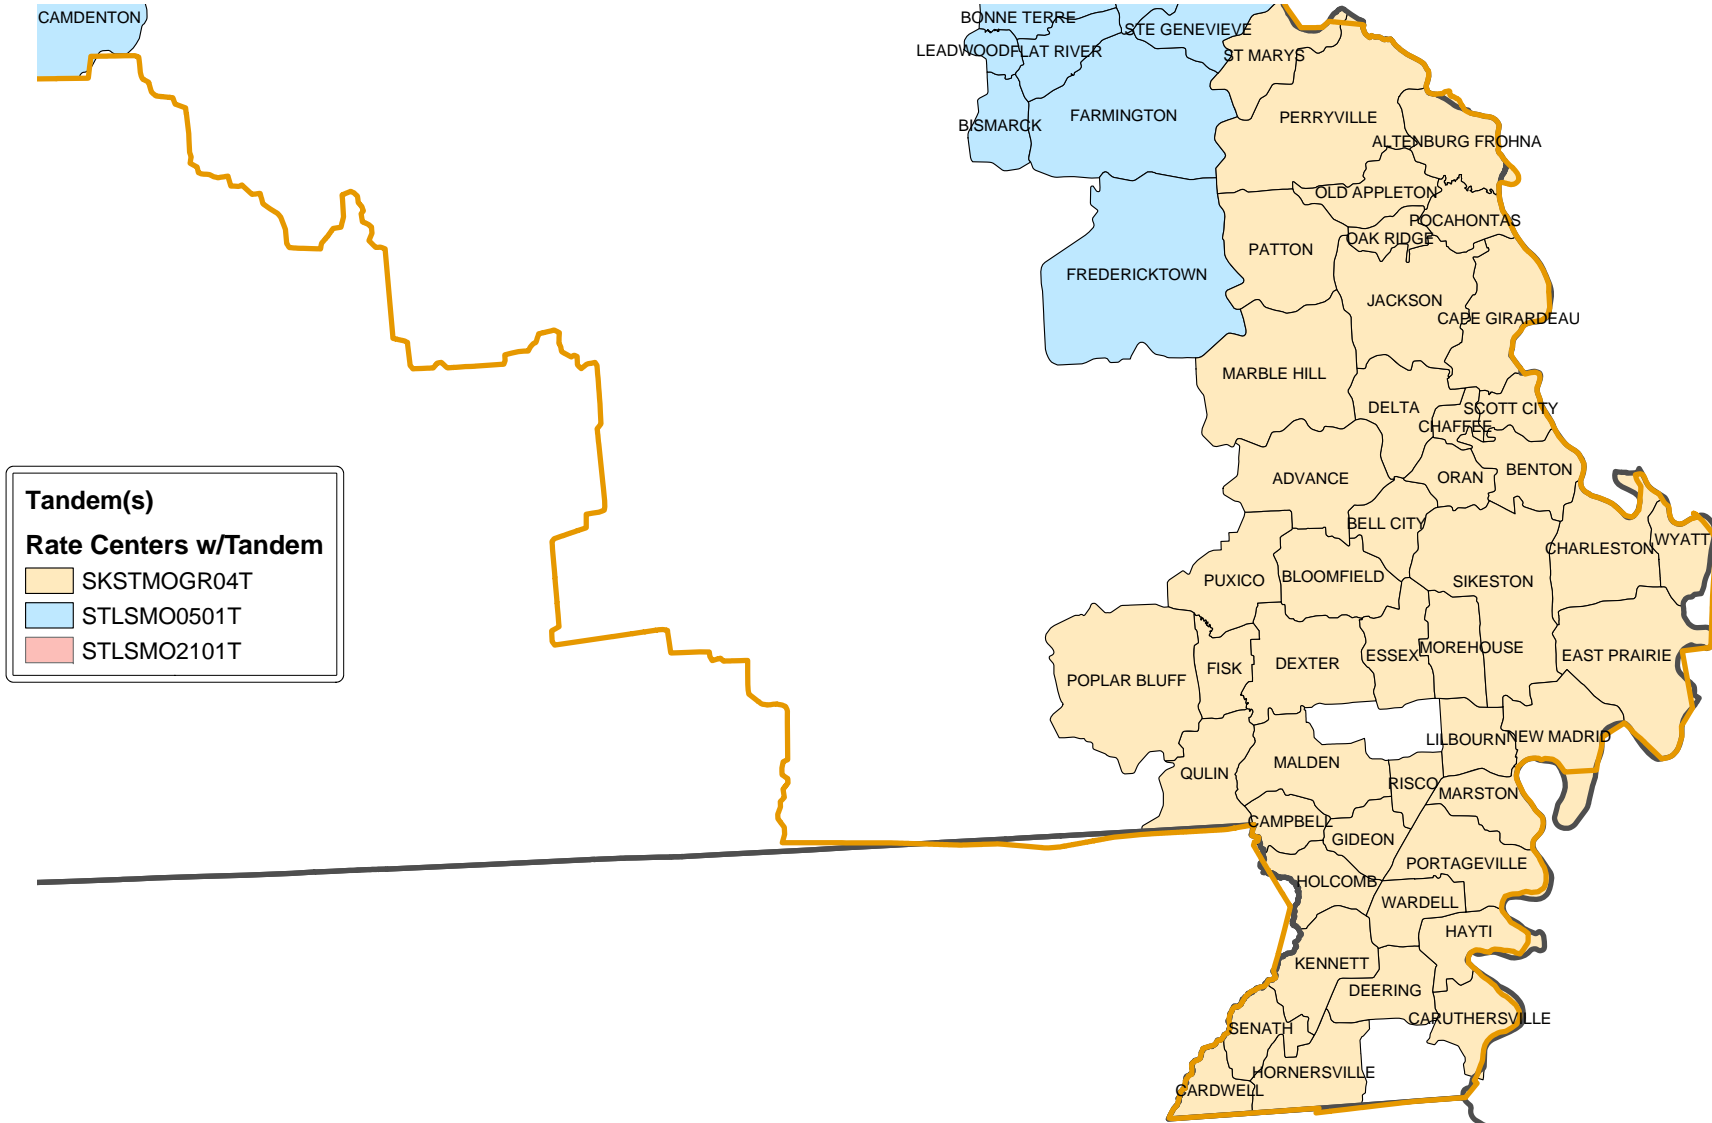 CAMDENTON
BONNE TERRE
STE GENEVIEVE
LEADWOOD
FLAT RIVER
ST MARYS
BISMARCK
FARMINGTON
PERRYVILLE
ALTENBURG FROHNA
OLD APPLETON
POCAHONTAS
OAK RIDGE
PATTON
FREDERICKTOWN
JACKSON
CAPE GIRARDEAU
MARBLE HILL
DELTA
SCOTT CITY
CHAFFEE
BENTON
ADVANCE
ORAN
BELL CITY
WYATT
CHARLESTON
PUXICO
BLOOMFIELD
SIKESTON
MOREHOUSE
ESSEX
EAST PRAIRIE
DEXTER
FISK
POPLAR BLUFF
LILBOURN
NEW MADRID
MALDEN
QULIN
RISCO
MARSTON
CAMPBELL
GIDEON
PORTAGEVILLE
HOLCOMB
WARDELL
HAYTI
KENNETT
DEERING
CARUTHERSVILLE
SENATH
HORNERSVILLE
CARDWELL
Tandem(s)
Rate Centers w/Tandem
SKSTMOGR04T
STLSMO0501T
STLSMO2101T